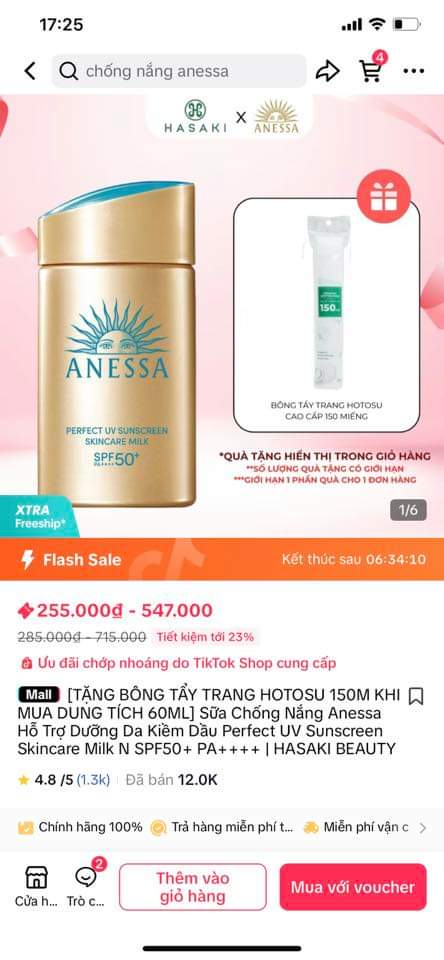 17:25
chống nắng anessa
4
HASAKI X ANESSA
ANESSA
PERFECT UV SUNSCREEN
SKINCARE MILK
SPF50+
PA++++
150
BÔNG TẨY TRANG HOTOSU
CAO CẤP 150 MIẾNG
*QUÀ TẶNG HIỂN THỊ TRONG GIỎ HÀNG
**SỐ LƯỢNG QUÀ TẶNG CÓ GIỚI HẠN
***GIỚI HẠN 1 PHẦN QUÀ CHO 1 ĐƠN HÀNG
XTRA
Freeship*
1/6
Flash Sale
Kết thúc sau 06:34:10
255.000₫ - 547.000
285.000₫ - 715.000 Tiết kiệm tới 23%
Ưu đãi chớp nhoáng do TikTok Shop cung cấp
Mall [TẶNG BÔNG TẨY TRANG HOTOSU 150M KHI
MUA DUNG TÍCH 60ML] Sữa Chống Nắng Anessa
Hỗ Trợ Dưỡng Da Kiềm Dầu Perfect UV Sunscreen
Skincare Milk N SPF50+ PA++++ | HASAKI BEAUTY
4.8 /5 (1.3k) Đã bán 12.0K
Chính hãng 100% Trả hàng miễn phí t... Miễn phí vận c
2
Cửa h... Trò c...
Thêm vào
giỏ hàng
Mua với voucher